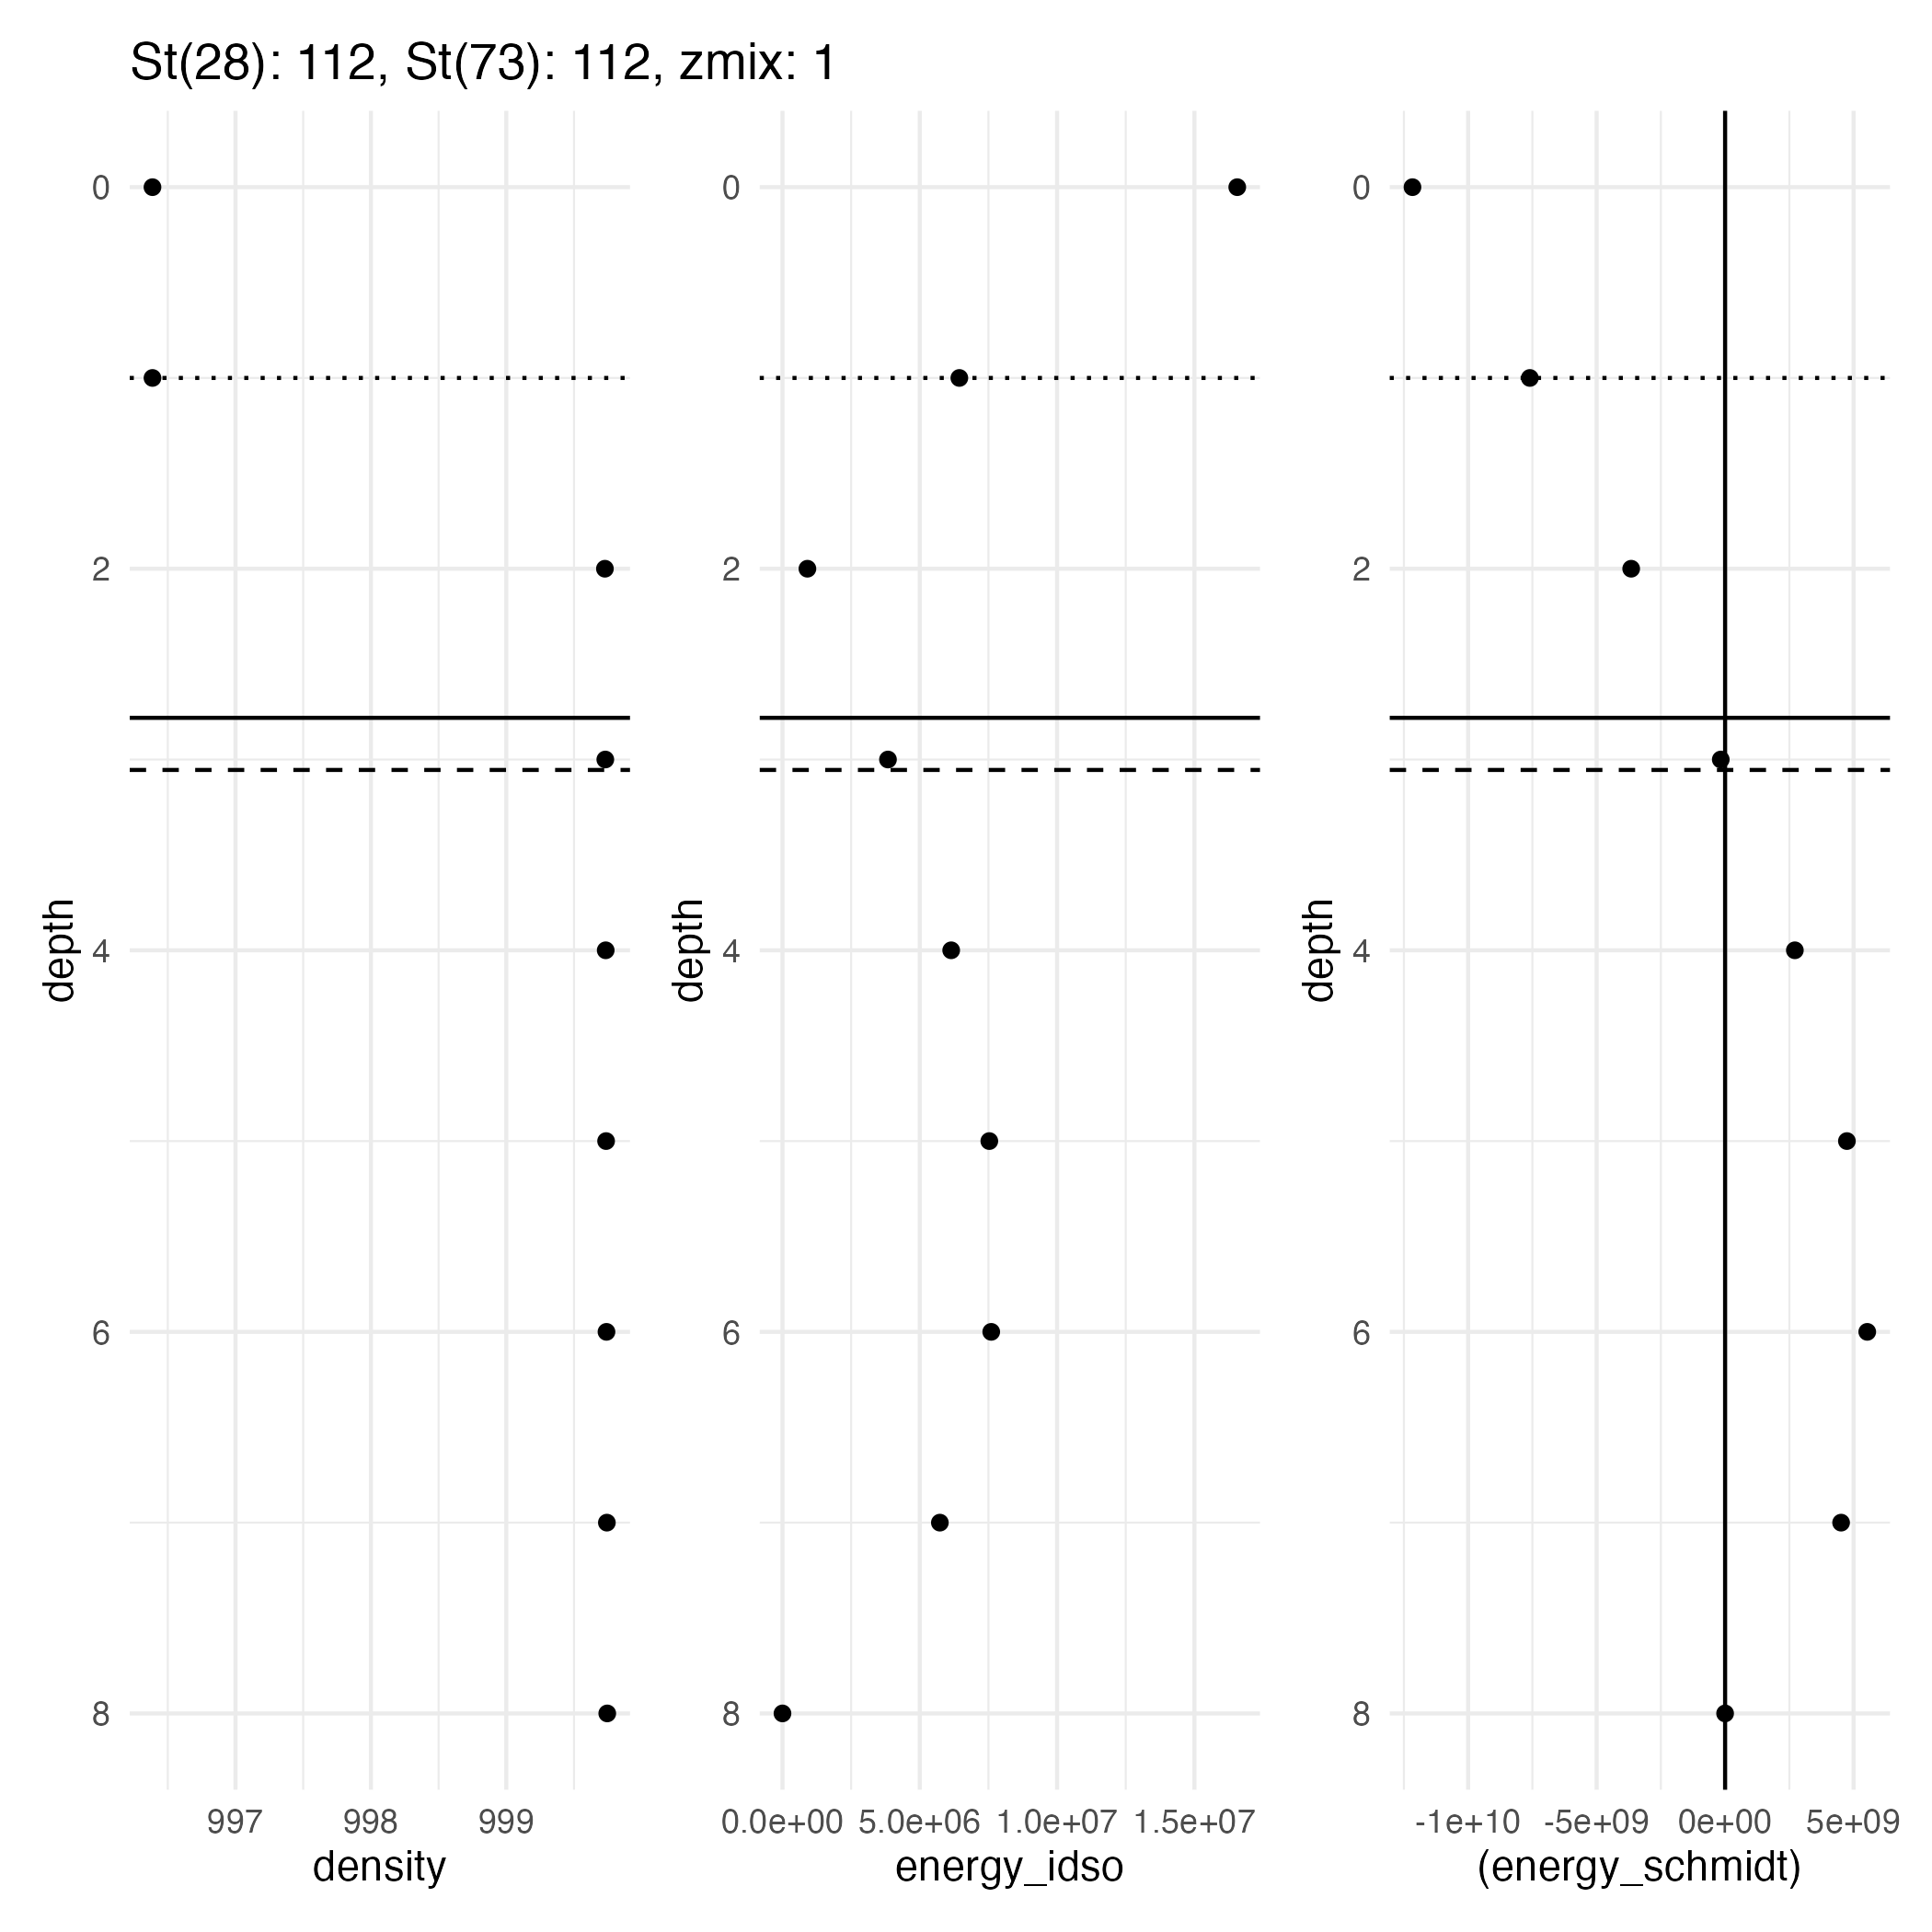 St(28): 112, St(73): 112, zmix: 1
depth
0
2
4
6
8
997 998 999
density
depth
0
2
4
6
8
0.0e+00 5.0e+06 1.0e+07 1.5e+07
energy_idso
depth
0
2
4
6
8
-1e+10 -5e+09 0e+00 5e+09
(energy_schmidt)